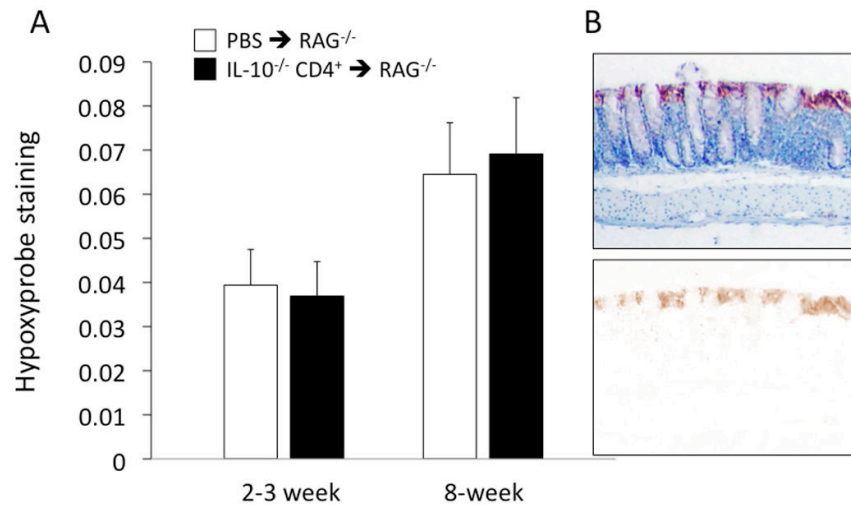 A
B
PBS ➔ RAG⁻/⁻
IL-10⁻/⁻ CD4⁺ ➔ RAG⁻/⁻
Hypoxyprobe staining
0.09
0.08
0.07
0.06
0.05
0.04
0.03
0.02
0.01
0
2-3 week
8-week